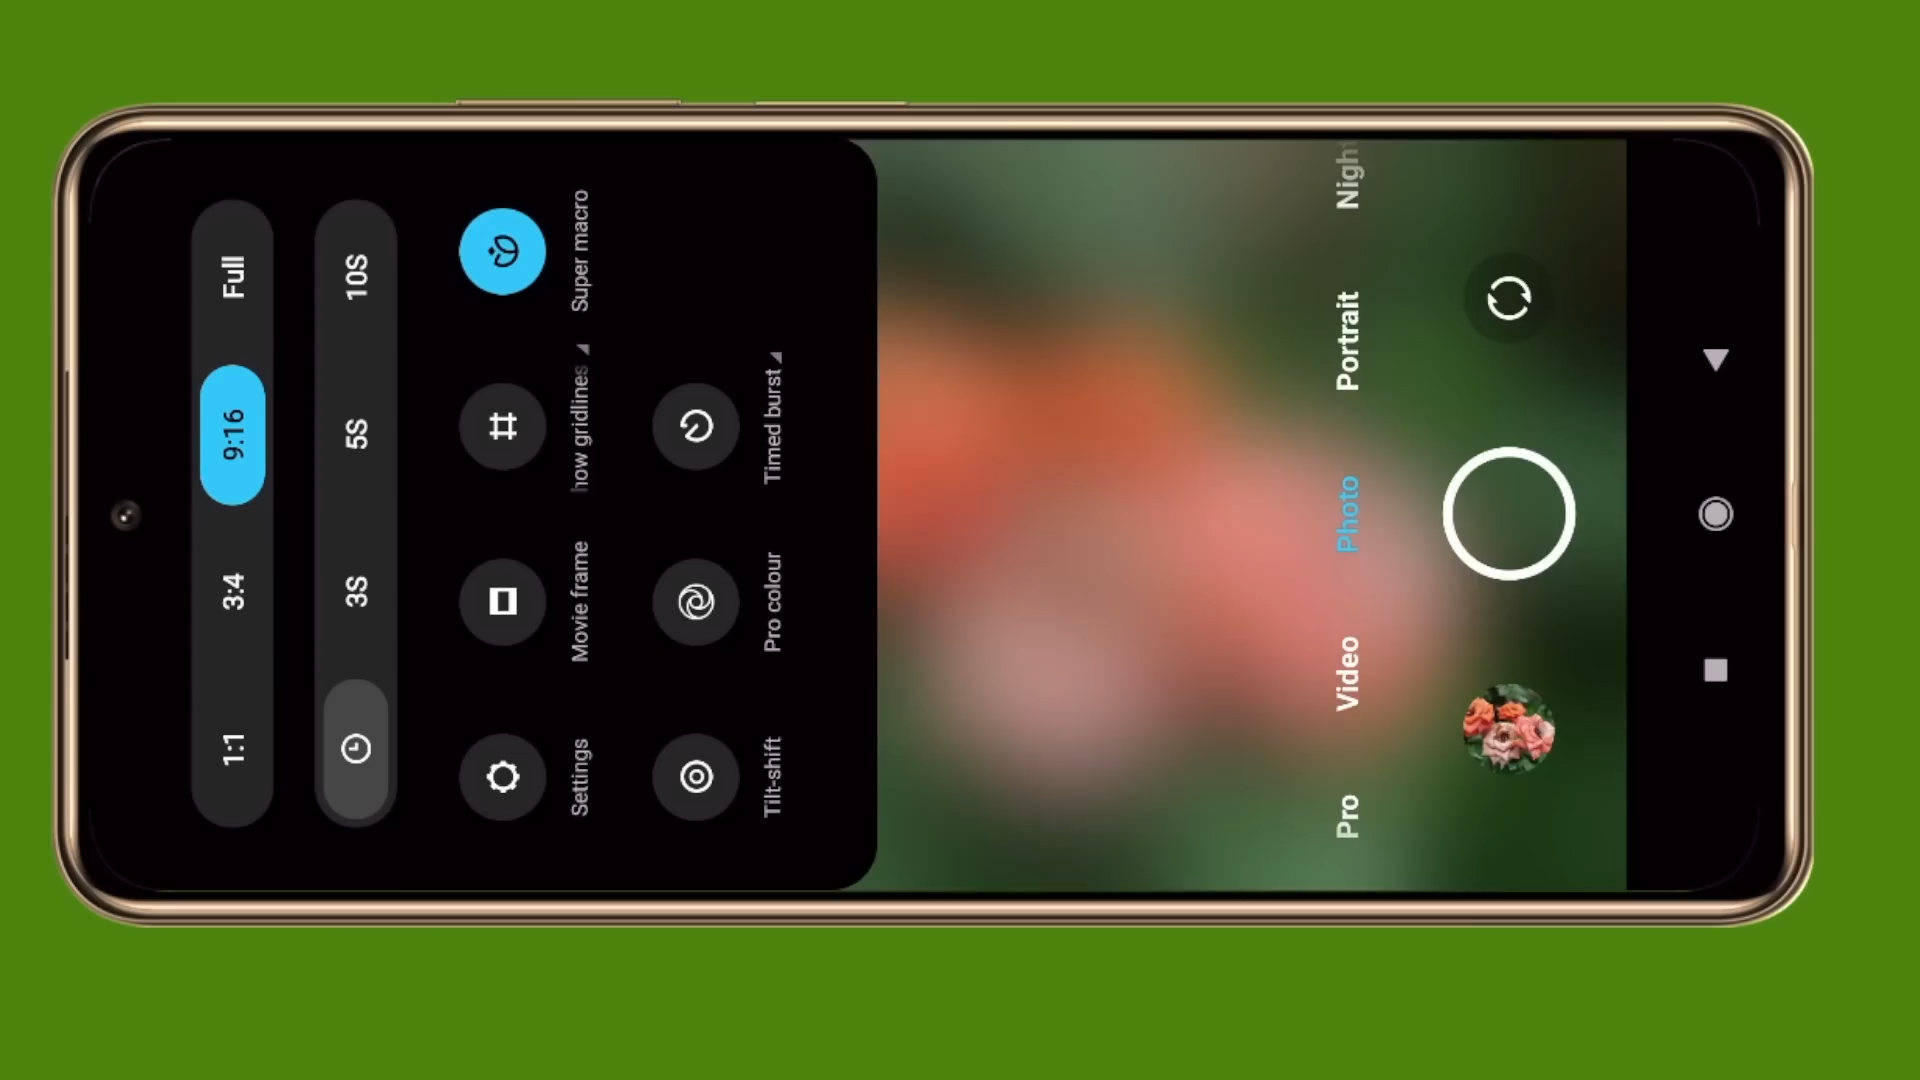 1:1 3:4 9:16 Full
3S 5S 10S
Settings Movie frame how gridlines Super macro
Tilt-shift Pro colour Timed burst
Pro Video Photo Portrait Nigh